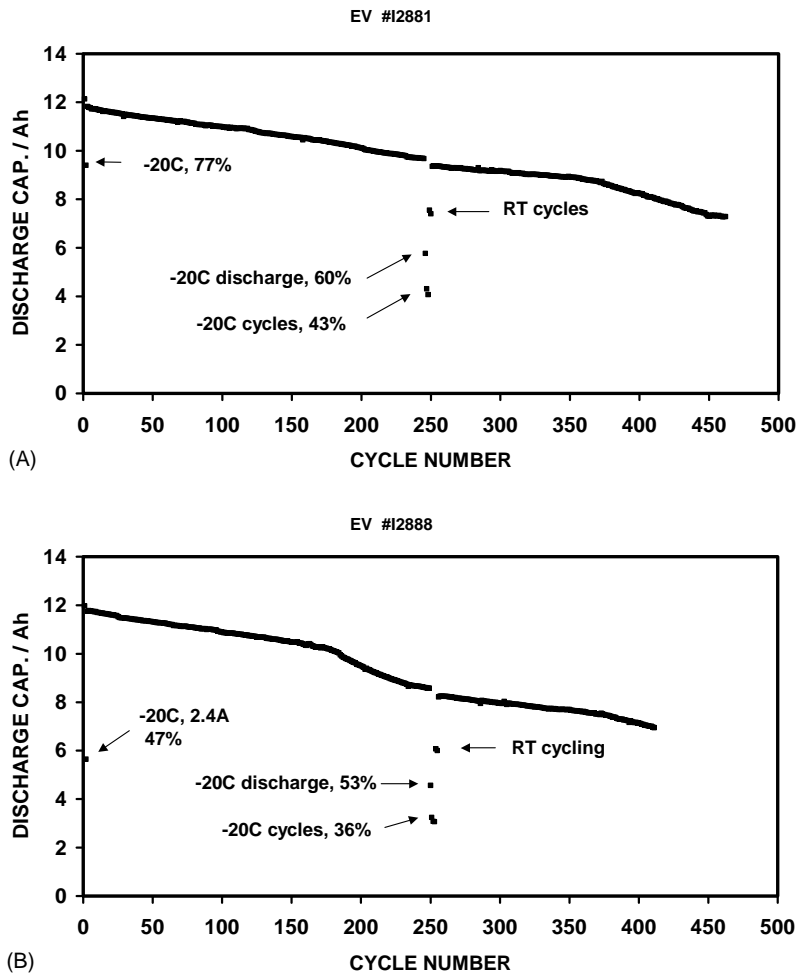 EV #I2881
DISCHARGE CAP. / Ah
14
12
10
8
6
4
2
0
-20C, 77%
RT cycles
-20C discharge, 60%
-20C cycles, 43%
0 50 100 150 200 250 300 350 400 450 500
(A)
CYCLE NUMBER
EV #I2888
DISCHARGE CAP. / Ah
14
12
10
8
6
4
2
0
-20C, 2.4A
47%
RT cycling
-20C discharge, 53%
-20C cycles, 36%
0 50 100 150 200 250 300 350 400 450 500
(B)
CYCLE NUMBER